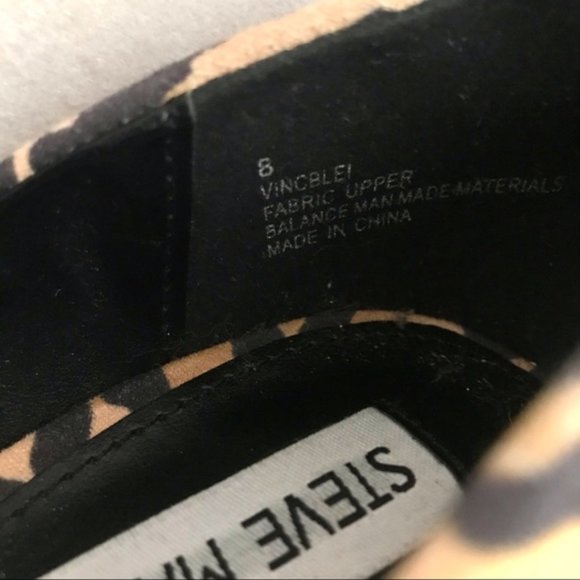 8
VINCBLEI
FABRIC UPPER
BALANCE MAN MADE MATERIALS
MADE IN CHINA
STEVE MA